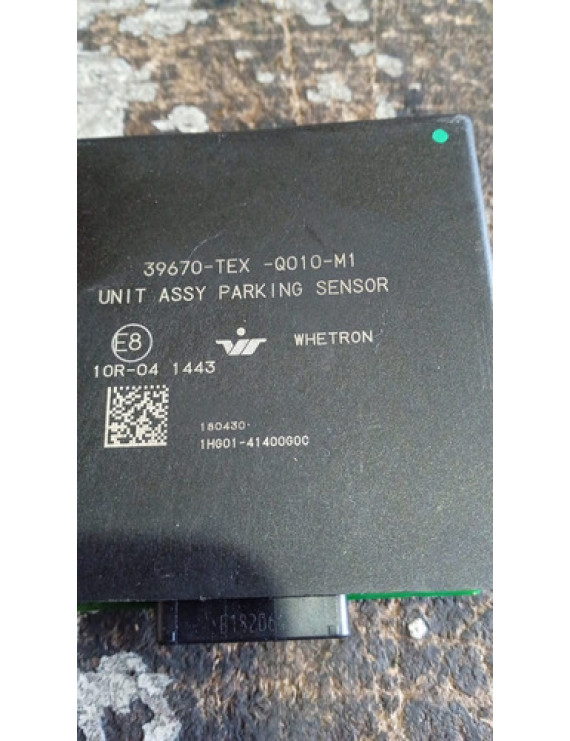 39670-TEX -Q010-M1
UNIT ASSY PARKING SENSOR
E8
WHETRON
10R-04 1443
180430-
1HG01-41400G0C